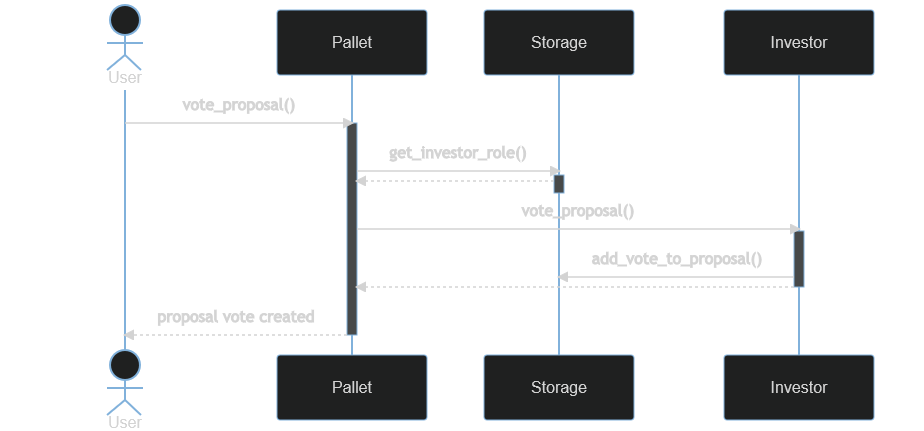 Pallet
Storage
Investor
User
vote_proposal()
get_investor_role()
vote_proposal()
add_vote_to_proposal()
proposal vote created
Pallet
Storage
Investor
User